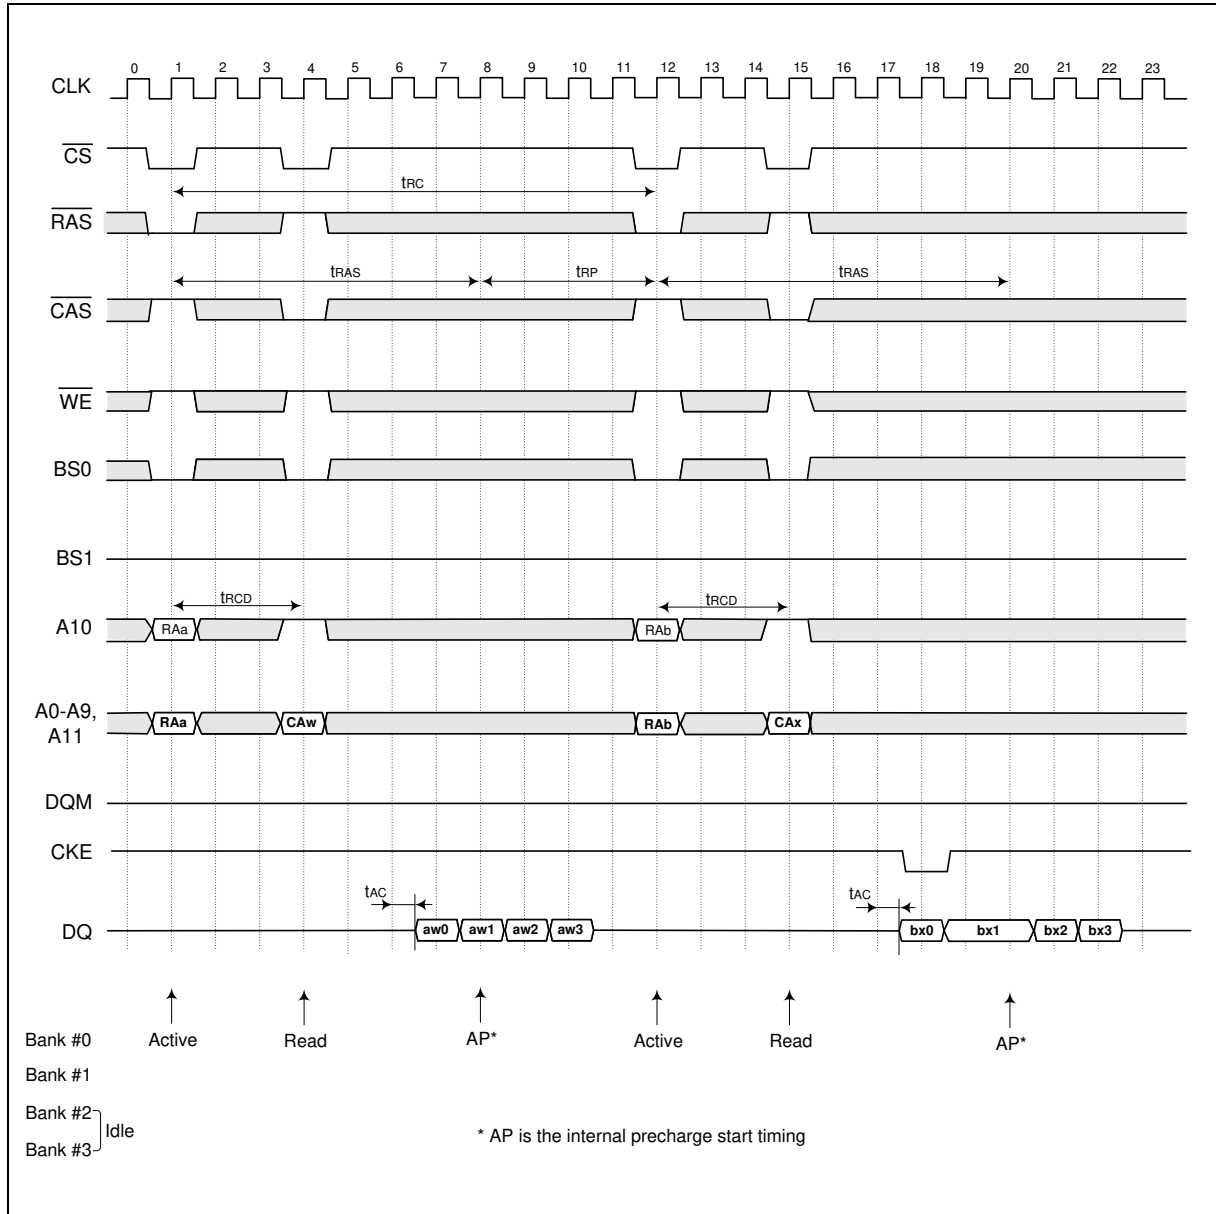 0 1 2 3 4 5 6 7 8 9 10 11 12 13 14 15 16 17 18 19 20 21 22 23
CLK
CS
tRC
RAS
tRAS tRP tRAS
CAS
WE
BS0
BS1
tRCD tRCD
A10 RAa RAb
A0-A9,
A11
RAa CAw RAb CAx
DQM
CKE
tAC tAC
DQ aw0 aw1 aw2 aw3 bx0 bx1 bx2 bx3
Bank #0 Active Read AP* Active Read AP*
Bank #1
Bank #2
Idle
Bank #3
* AP is the internal precharge start timing